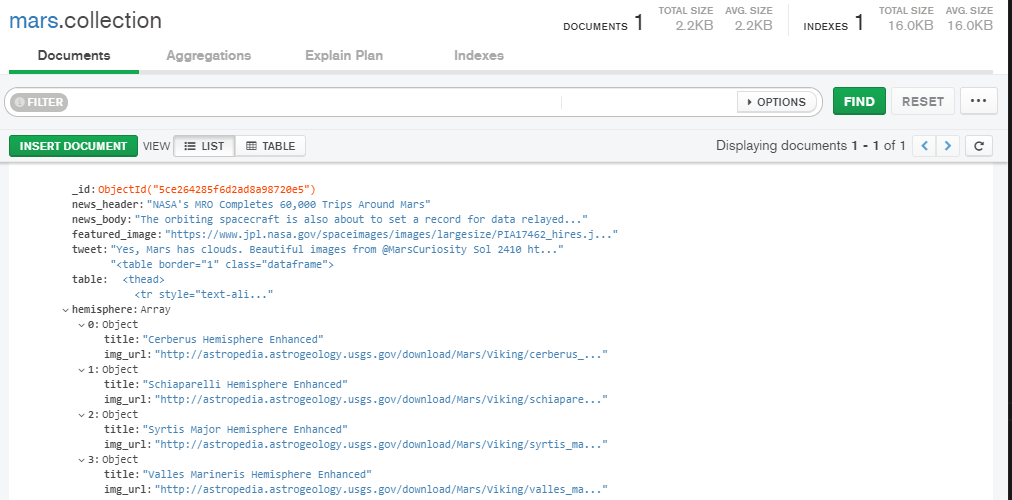 mars.collection
DOCUMENTS 1 TOTAL SIZE 2.2KB AVG. SIZE 2.2KB INDEXES 1 TOTAL SIZE 16.0KB AVG. SIZE 16.0KB
Documents Aggregations Explain Plan Indexes
FILTER OPTIONS FIND RESET ...
INSERT DOCUMENT VIEW LIST TABLE Displaying documents 1 - 1 of 1
_id: ObjectId("5ce264285f6d2ad8a98720e5")
news_header: "NASA's MRO Completes 60,000 Trips Around Mars"
news_body: "The orbiting spacecraft is also about to set a record for data relayed..."
featured_image: "https://www.jpl.nasa.gov/spaceimages/images/largesize/PIA17462_hires.j..."
tweet: "Yes, Mars has clouds. Beautiful images from @MarsCuriosity Sol 2410 ht..."
"<table border="1" class="dataframe">
table: <thead>
<tr style="text-ali..."
hemisphere: Array
0: Object
title: "Cerberus Hemisphere Enhanced"
img_url: "http://astropedia.astrogeology.usgs.gov/download/Mars/Viking/cerberus_..."
1: Object
title: "Schiaparelli Hemisphere Enhanced"
img_url: "http://astropedia.astrogeology.usgs.gov/download/Mars/Viking/schiapare..."
2: Object
title: "Syrtis Major Hemisphere Enhanced"
img_url: "http://astropedia.astrogeology.usgs.gov/download/Mars/Viking/syrtis_ma..."
3: Object
title: "Valles Marineris Hemisphere Enhanced"
img_url: "http://astropedia.astrogeology.usgs.gov/download/Mars/Viking/valles_ma..."